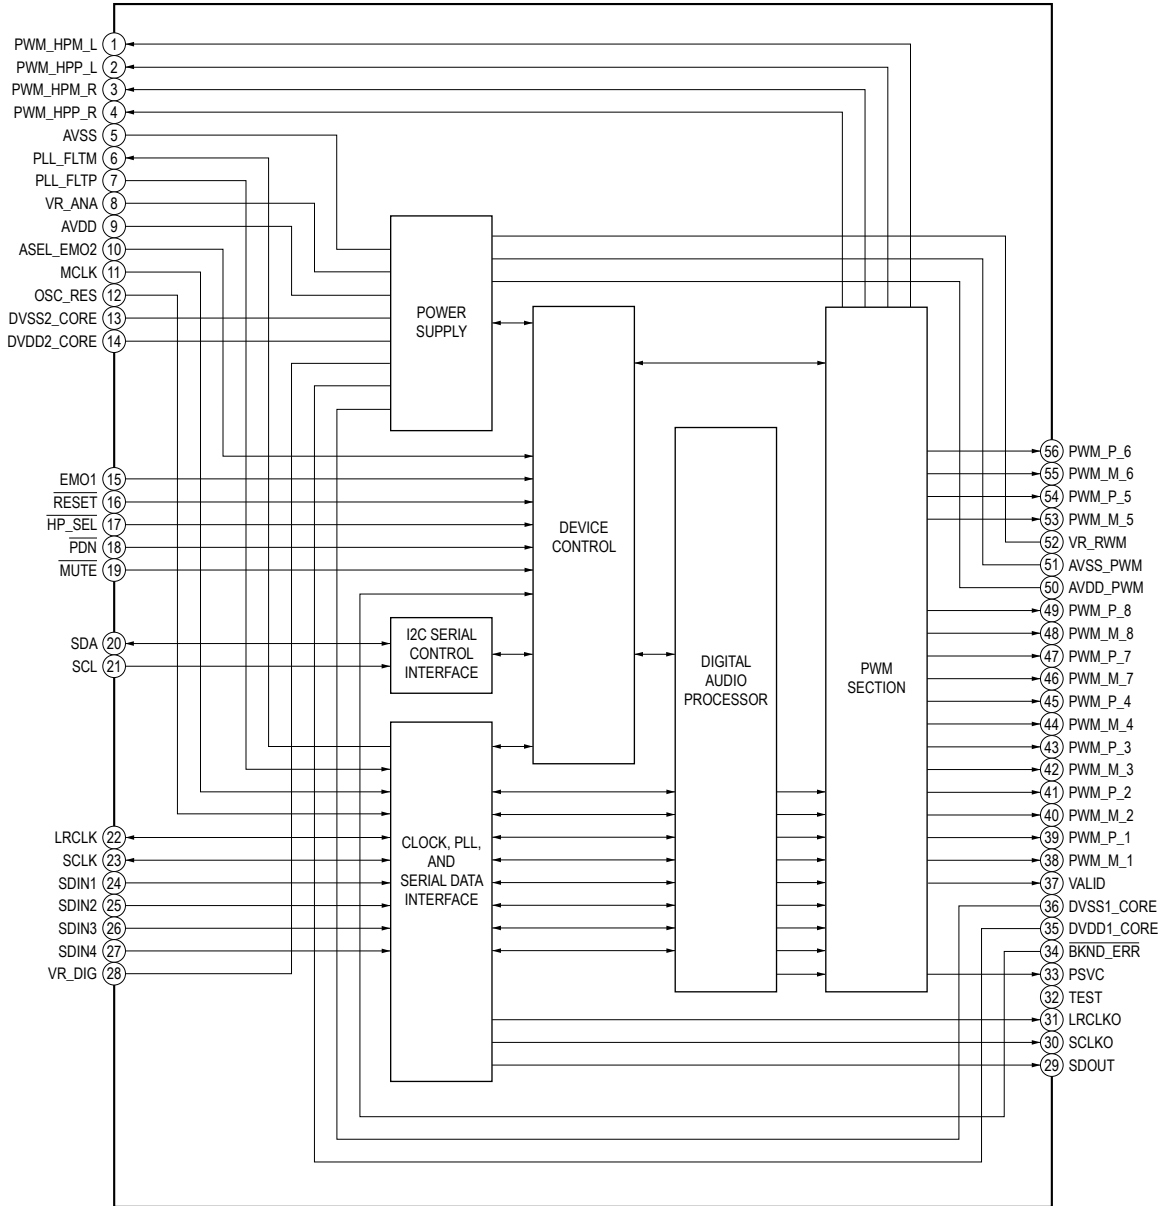 PWM_HPM_L 1
PWM_HPP_L 2
PWM_HPM_R 3
PWM_HPP_R 4
AVSS 5
PLL_FLTM 6
PLL_FLTP 7
VR_ANA 8
AVDD 9
ASEL_EMO2 10
MCLK 11
OSC_RES 12
DVSS2_CORE 13
DVDD2_CORE 14
EMO1 15
RESET 16
HP_SEL 17
PDN 18
MUTE 19
SDA 20
SCL 21
LRCLK 22
SCLK 23
SDIN1 24
SDIN2 25
SDIN3 26
SDIN4 27
VR_DIG 28
POWER
SUPPLY
I2C SERIAL
CONTROL
INTERFACE
CLOCK, PLL,
AND
SERIAL DATA
INTERFACE
DEVICE
CONTROL
DIGITAL
AUDIO
PROCESSOR
PWM
SECTION
56 PWM_P_6
55 PWM_M_6
54 PWM_P_5
53 PWM_M_5
52 VR_RWM
51 AVSS_PWM
50 AVDD_PWM
49 PWM_P_8
48 PWM_M_8
47 PWM_P_7
46 PWM_M_7
45 PWM_P_4
44 PWM_M_4
43 PWM_P_3
42 PWM_M_3
41 PWM_P_2
40 PWM_M_2
39 PWM_P_1
38 PWM_M_1
37 VALID
36 DVSS1_CORE
35 DVDD1_CORE
34 BKND_ERR
33 PSVC
32 TEST
31 LRCLKO
30 SCLKO
29 SDOUT